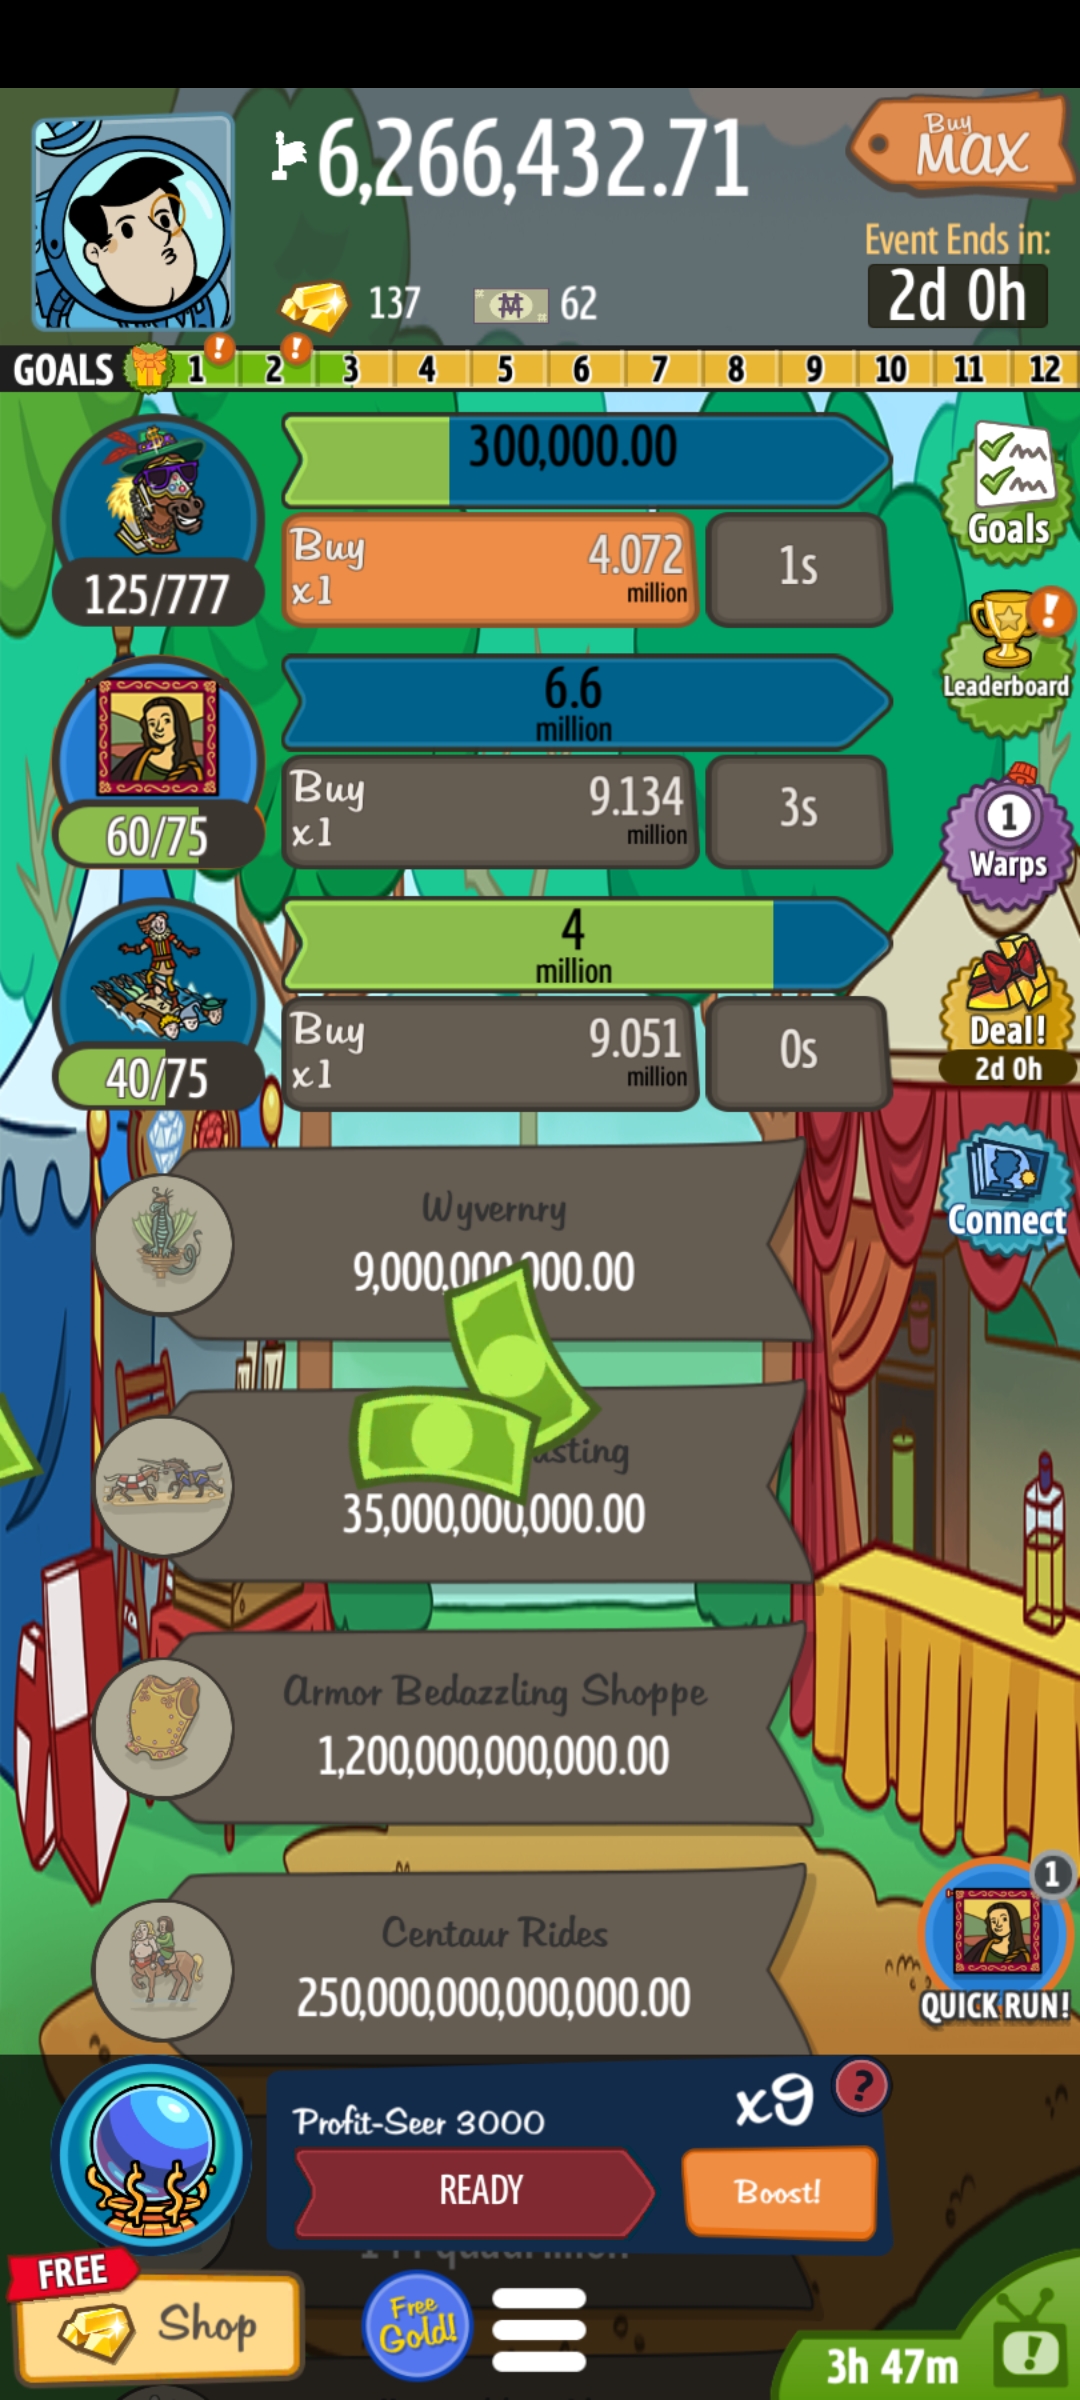 6,266,432.71
Buy
MAX
137
62
Event Ends in:
2d 0h
GOALS 1 ! 2 ! 3 4 5 6 7 8 9 10 11 12
300,000.00
Buy
x1
4.072
million
1s
125/777
Goals
6.6
million
!
Leaderboard
Buy
x1
9.134
million
3s
60/75
1
Warps
4
million
Buy
x1
9.051
million
0s
40/75
Deal!
2d 0h
Wyvernry
9,000,000,000.00
Connect
35,000,000,000.00
Armor Bedazzling Shoppe
1,200,000,000,000.00
Centaur Rides
250,000,000,000,000.00
1
QUICK RUN!
Profit-Seer 3000
x9
?
READY
Boost!
FREE
Shop
Free
Gold!
3h 47m
!